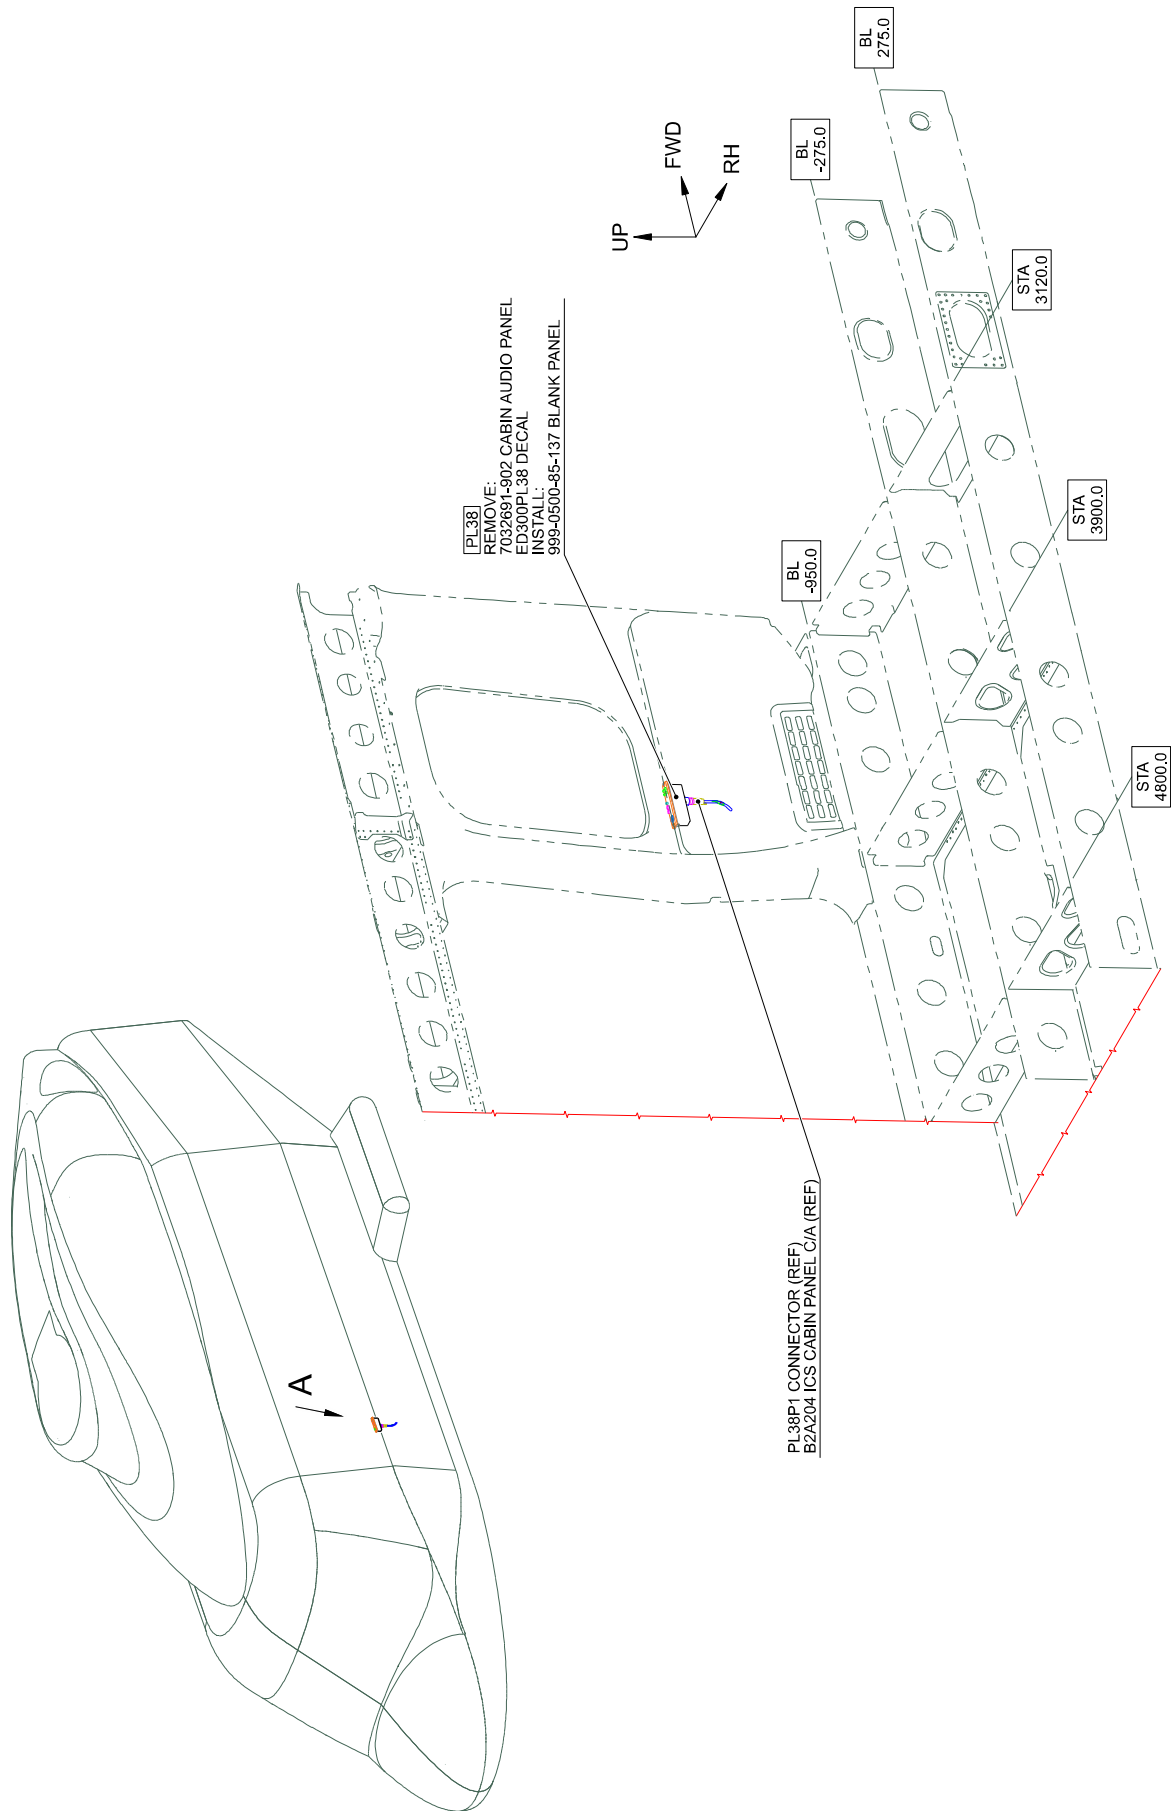 BL
275.0
BL
-275.0
FWD
RH
UP
STA
3120.0
PL38
REMOVE:
7032691-902 CABIN AUDIO PANEL
ED300PL38 DECAL
INSTALL:
999-0500-85-137 BLANK PANEL
STA
3900.0
BL
-950.0
STA
4800.0
A
PL38P1 CONNECTOR (REF)
B2A204 ICS CABIN PANEL C/A (REF)